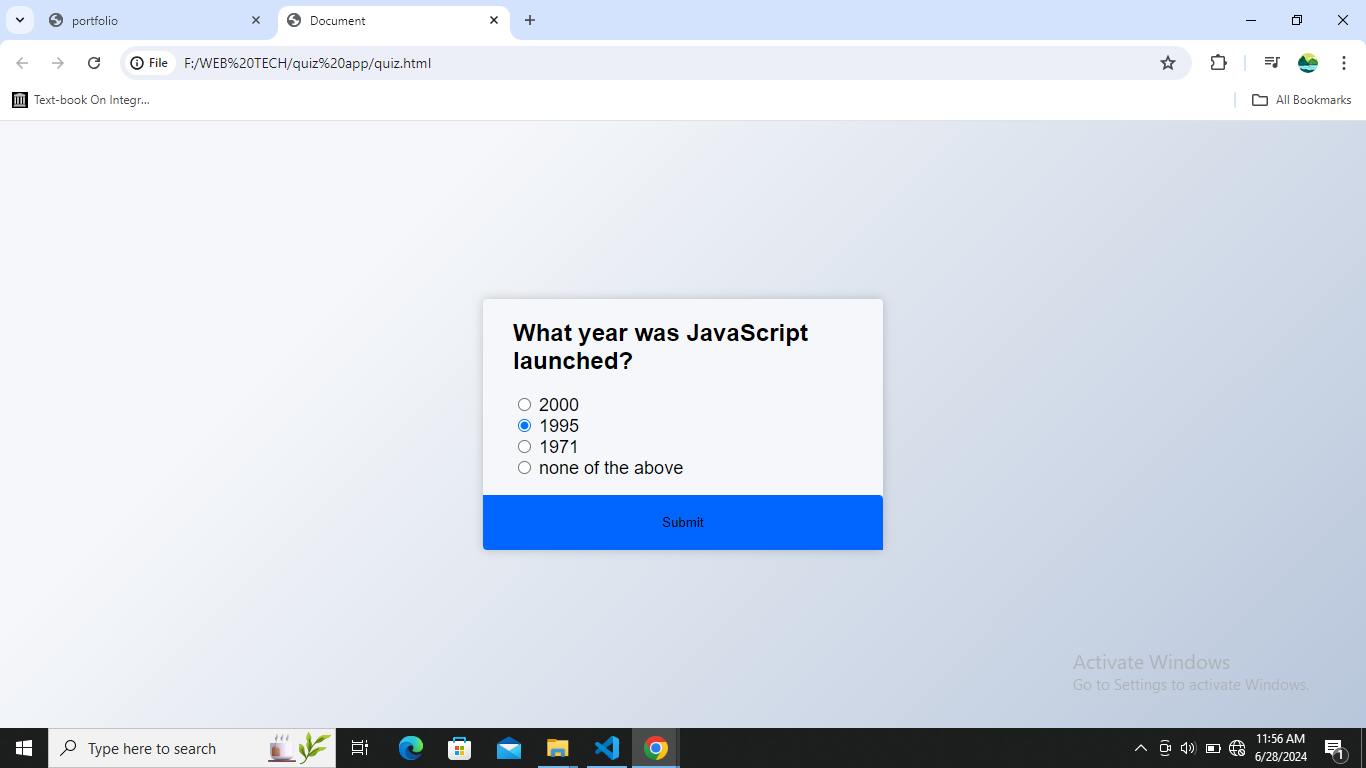 portfolio
Document
File
F:/WEB%20TECH/quiz%20app/quiz.html
Text-book On Integr...
All Bookmarks
What year was JavaScript
launched?
2000
1995
1971
none of the above
Submit
Activate Windows
Go to Settings to activate Windows.
Type here to search
11:56 AM
6/28/2024
1